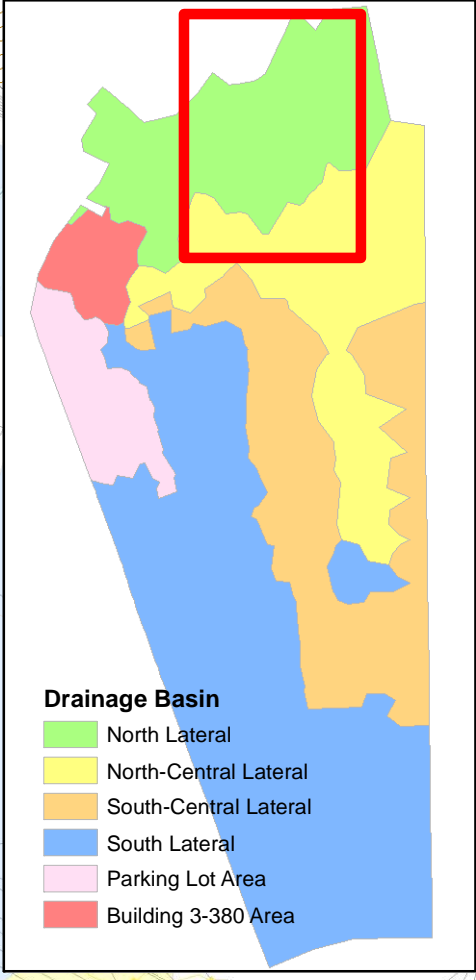 Drainage Basin
North Lateral
North-Central Lateral
South-Central Lateral
South Lateral
Parking Lot Area
Building 3-380 Area